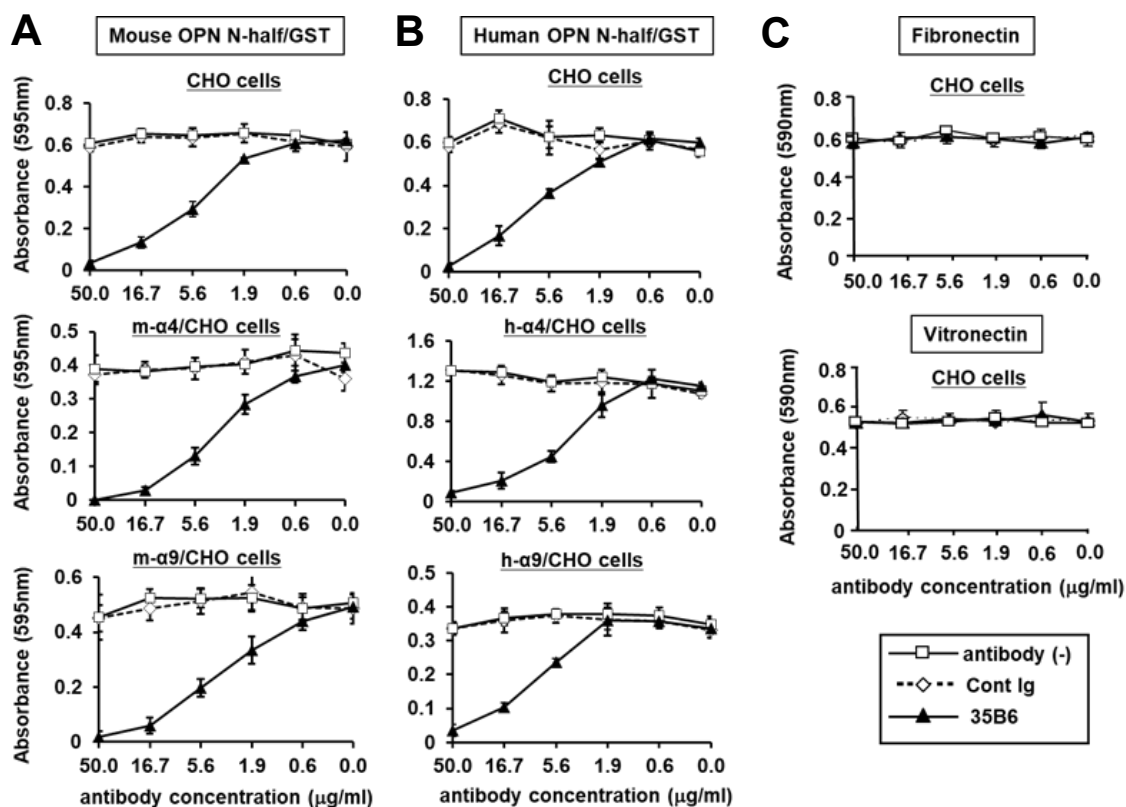 A
Mouse OPN N-half/GST
CHO cells
Absorbance (595nm)
0.8
0.6
0.4
0.2
0
50.0 16.7 5.6 1.9 0.6 0.0
m-α4/CHO cells
Absorbance (595nm)
0.5
0.4
0.3
0.2
0.1
0
50.0 16.7 5.6 1.9 0.6 0.0
m-α9/CHO cells
Absorbance (595nm)
0.6
0.4
0.2
0
50.0 16.7 5.6 1.9 0.6 0.0
antibody concentration (μg/ml)
B
Human OPN N-half/GST
CHO cells
0.8
0.6
0.4
0.2
0
50.0 16.7 5.6 1.9 0.6 0.0
h-α4/CHO cells
1.6
1.2
0.8
0.4
0
50.0 16.7 5.6 1.9 0.6 0.0
h-α9/CHO cells
0.5
0.4
0.3
0.2
0.1
0
50.0 16.7 5.6 1.9 0.6 0.0
antibody concentration (μg/ml)
C
Fibronectin
CHO cells
Absorbance (590nm)
0.8
0.6
0.4
0.2
0
50.0 16.7 5.6 1.9 0.6 0.0
Vitronectin
CHO cells
Absorbance (590nm)
0.8
0.6
0.4
0.2
0
50.0 16.7 5.6 1.9 0.6 0.0
antibody concentration (μg/ml)
antibody (-)
Cont Ig
35B6